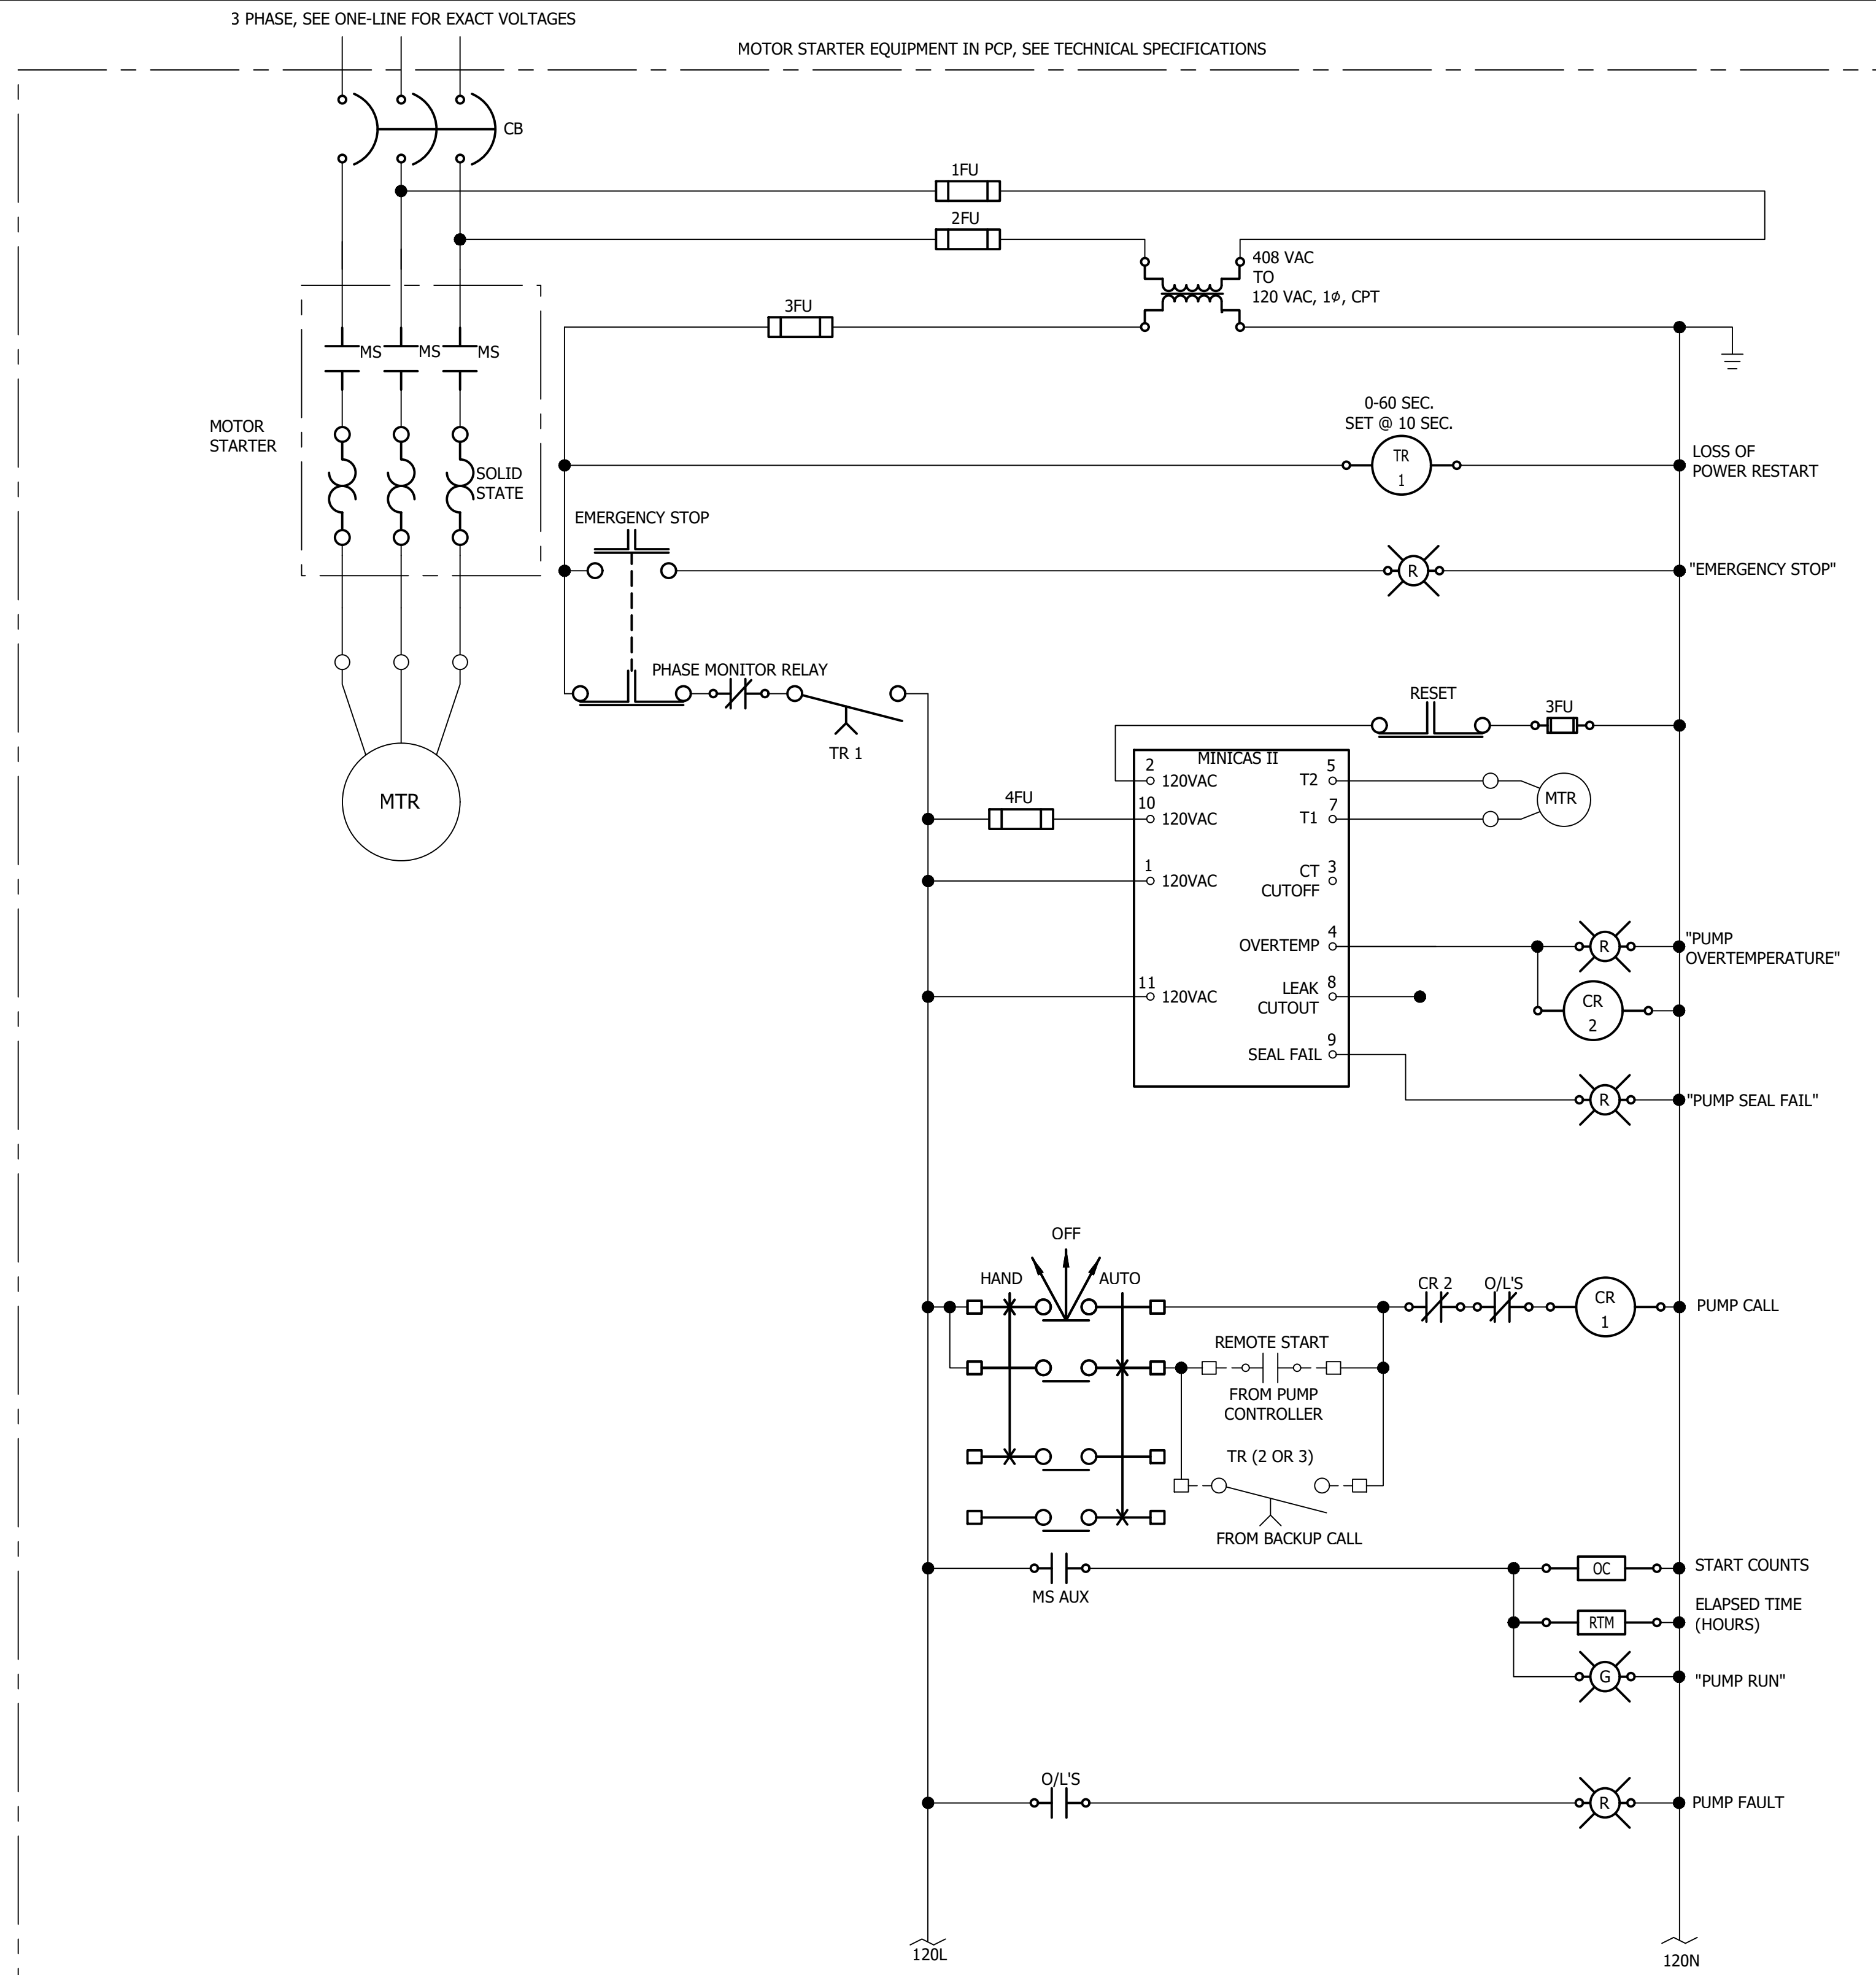 3 PHASE, SEE ONE-LINE FOR EXACT VOLTAGES
MOTOR STARTER EQUIPMENT IN PCP, SEE TECHNICAL SPECIFICATIONS
CB
1FU
2FU
408 VAC
TO
120 VAC, 1ø, CPT
3FU
MS
MS
MS
MOTOR
STARTER
SOLID
STATE
0-60 SEC.
SET @ 10 SEC.
TR
1
LOSS OF
POWER RESTART
EMERGENCY STOP
R
"EMERGENCY STOP"
PHASE MONITOR RELAY
TR 1
RESET
3FU
MTR
MINICAS II
2
120VAC
T2
5
MTR
4FU
10
120VAC
T1
7
1
120VAC
CT
CUTOFF
3
OVERTEMP
4
R
"PUMP
OVERTEMPERATURE"
11
120VAC
LEAK
CUTOUT
8
CR
2
SEAL FAIL
9
R
"PUMP SEAL FAIL"
OFF
HAND
AUTO
CR 2
O/L'S
CR
1
PUMP CALL
REMOTE START
FROM PUMP
CONTROLLER
TR (2 OR 3)
FROM BACKUP CALL
MS AUX
OC
START COUNTS
RTM
ELAPSED TIME
(HOURS)
G
"PUMP RUN"
O/L'S
R
PUMP FAULT
120L
120N